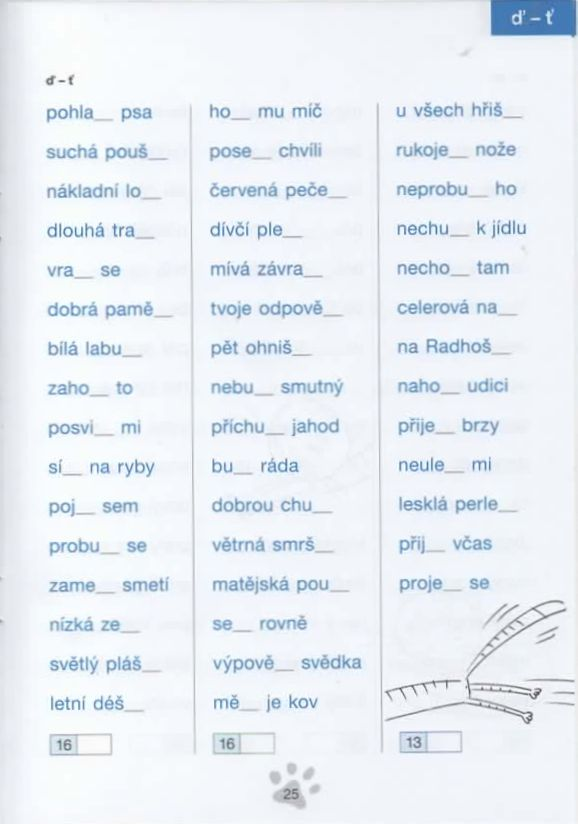 ď – ť
ď – ť
pohla__ psa
suchá pouš__
nákladní lo__
dlouhá tra__
vra__ se
dobrá pamě__
bílá labu__
zaho__ to
posvi__ mi
sí__ na ryby
poj__ sem
probu__ se
zame__ smetí
nízká ze__
světlý pláš__
letní déš__
16
ho__ mu míč
pose__ chvíli
červená peče__
dívčí ple__
mívá závra__
tvoje odpově__
pět ohniš__
nebu__ smutný
příchu__ jahod
bu__ ráda
dobrou chu__
větrná smrš__
matějská pou__
se__ rovně
výpově__ svědka
mě__ je kov
16
u všech hřiš__
rukoje__ nože
neprobu__ ho
nechu__ k jídlu
necho__ tam
celerová na__
na Radhoš__
naho__ udici
přije__ brzy
neule__ mi
lesklá perle__
přij__ včas
proje__ se
13
25